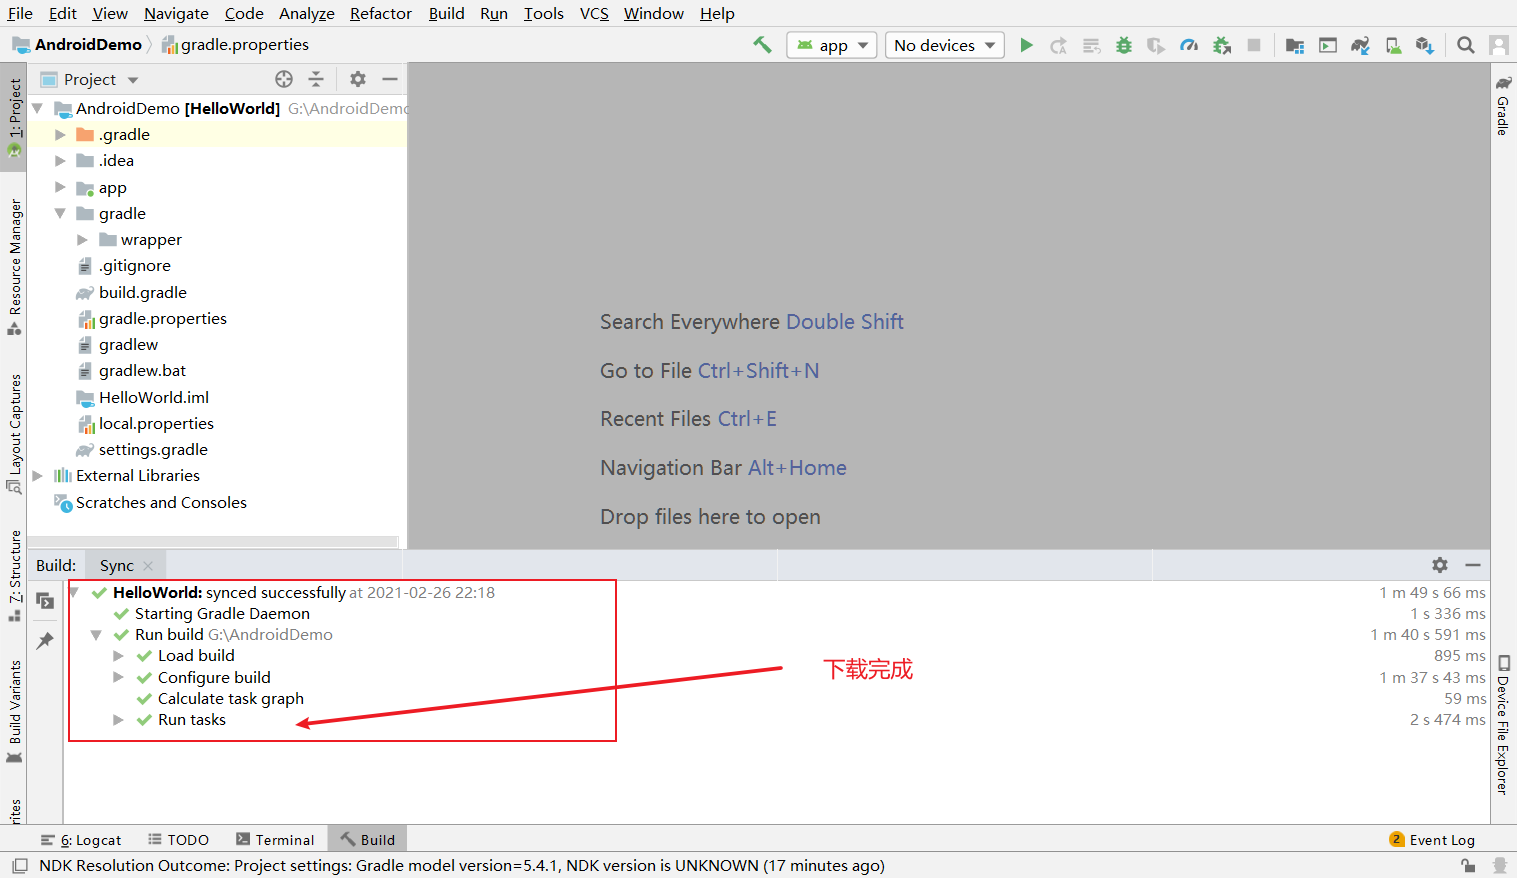 File Edit View Navigate Code Analyze Refactor Build Run Tools VCS Window Help
AndroidDemo gradle.properties app No devices
Project
1: Project
Resource Manager
Layout Captures
7: Structure
Build Variants
Gradle
Device File Explorer
AndroidDemo [HelloWorld] G:\AndroidDemo
.gradle
.idea
app
gradle
wrapper
.gitignore
build.gradle
gradle.properties
gradlew
gradlew.bat
HelloWorld.iml
local.properties
settings.gradle
External Libraries
Scratches and Consoles
Search Everywhere Double Shift
Go to File Ctrl+Shift+N
Recent Files Ctrl+E
Navigation Bar Alt+Home
Drop files here to open
Build: Sync
HelloWorld: synced successfully at 2021-02-26 22:18 1 m 49 s 66 ms
Starting Gradle Daemon 1 s 336 ms
Run build G:\AndroidDemo 1 m 40 s 591 ms
Load build 895 ms
Configure build 1 m 37 s 43 ms
Calculate task graph 59 ms
Run tasks 2 s 474 ms
下载完成
6: Logcat TODO Terminal Build 2 Event Log
NDK Resolution Outcome: Project settings: Gradle model version=5.4.1, NDK version is UNKNOWN (17 minutes ago)